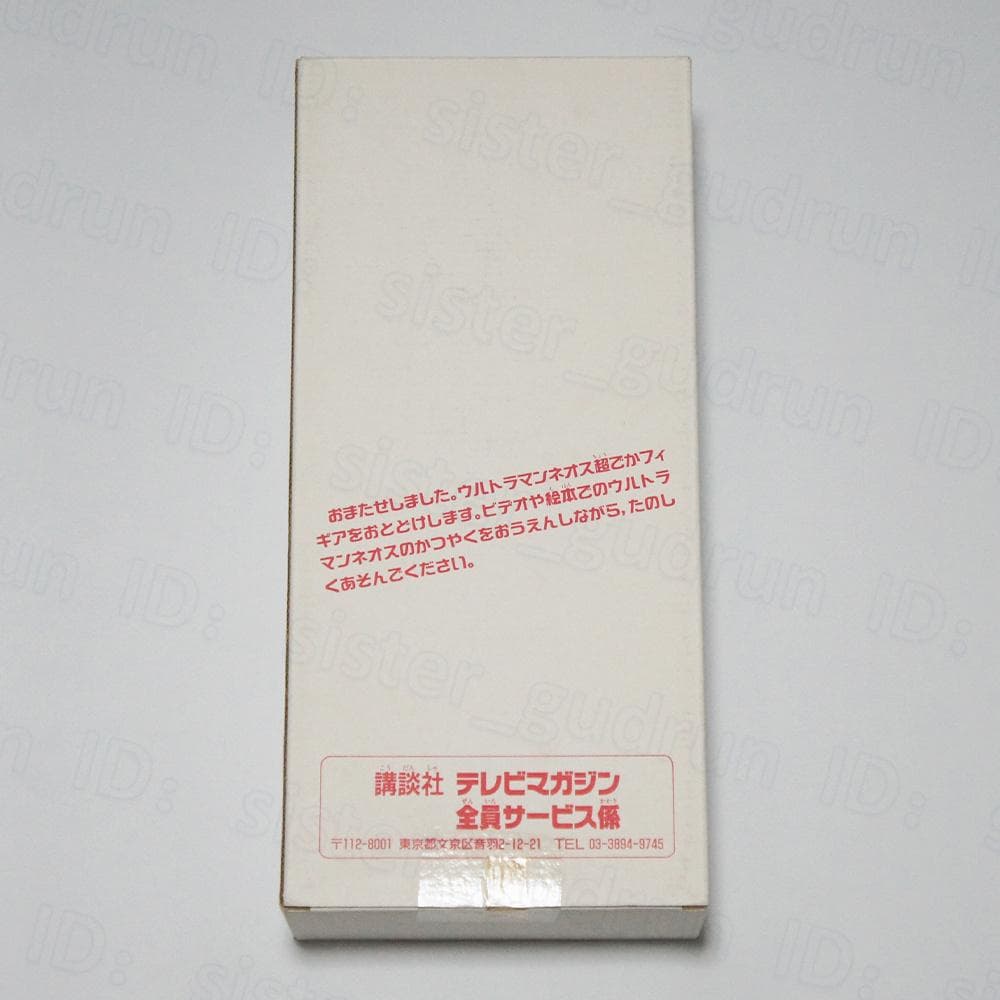 おまたせしました。ウルトラマンネオス超でかフィ
ギアをおとどけします。ビデオや絵本でのウルトラ
マンネオスのかつやくをおうえんしながら,たのし
くあそんでください。
講談社 テレビマガジン
全員サービス係
〒112-8001 東京都文京区音羽2-12-21 TEL 03-3894-9745
sister_gudrun ID: